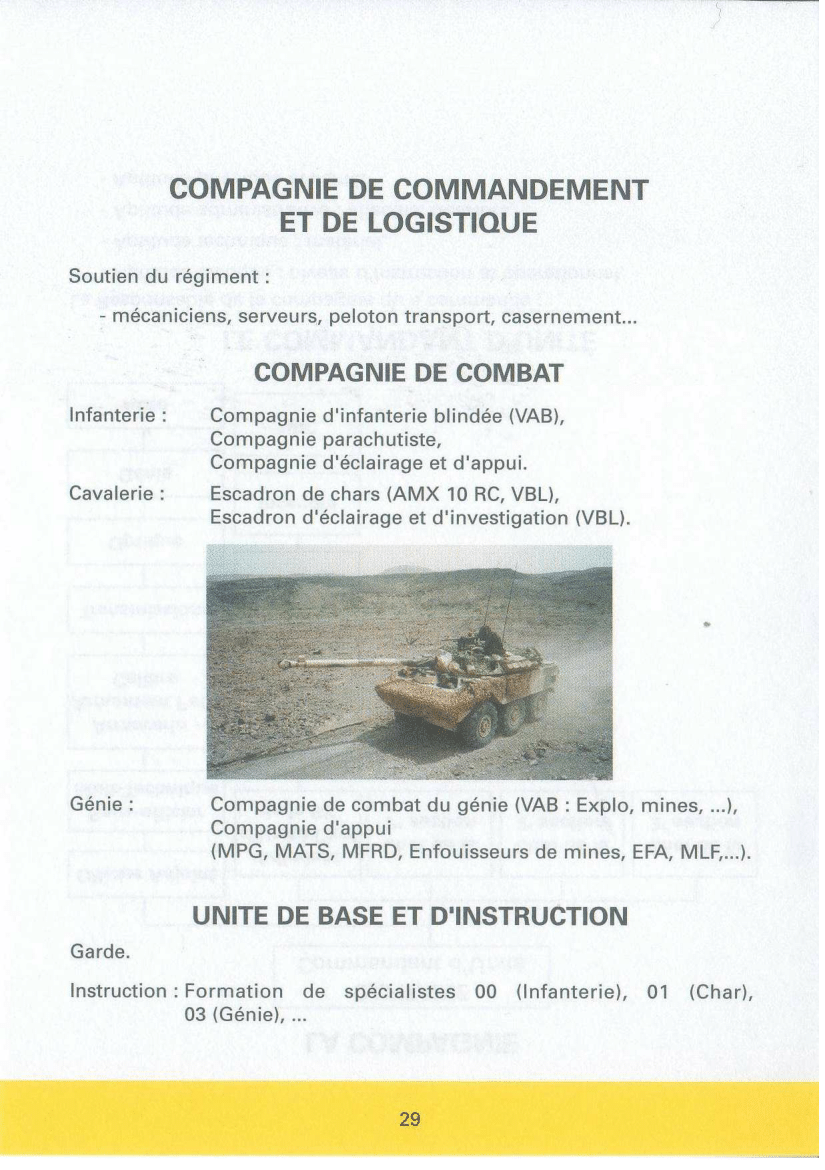 COMPAGNIE DE COMMANDEMENT
ET DE LOGISTIQUE
Soutien du régiment :
- mécaniciens, serveurs, peloton transport, casernement...
COMPAGNIE DE COMBAT
Infanterie : Compagnie d'infanterie blindée (VAB),
Compagnie parachutiste,
Compagnie d'éclairage et d'appui.
Cavalerie : Escadron de chars (AMX 10 RC, VBL),
Escadron d'éclairage et d'investigation (VBL).
Génie : Compagnie de combat du génie (VAB : Explo, mines, ...),
Compagnie d'appui
(MPG, MATS, MFRD, Enfouisseurs de mines, EFA, MLF,...).
UNITE DE BASE ET D'INSTRUCTION
Garde.
Instruction : Formation de spécialistes 00 (Infanterie), 01 (Char),
03 (Génie), ...
29